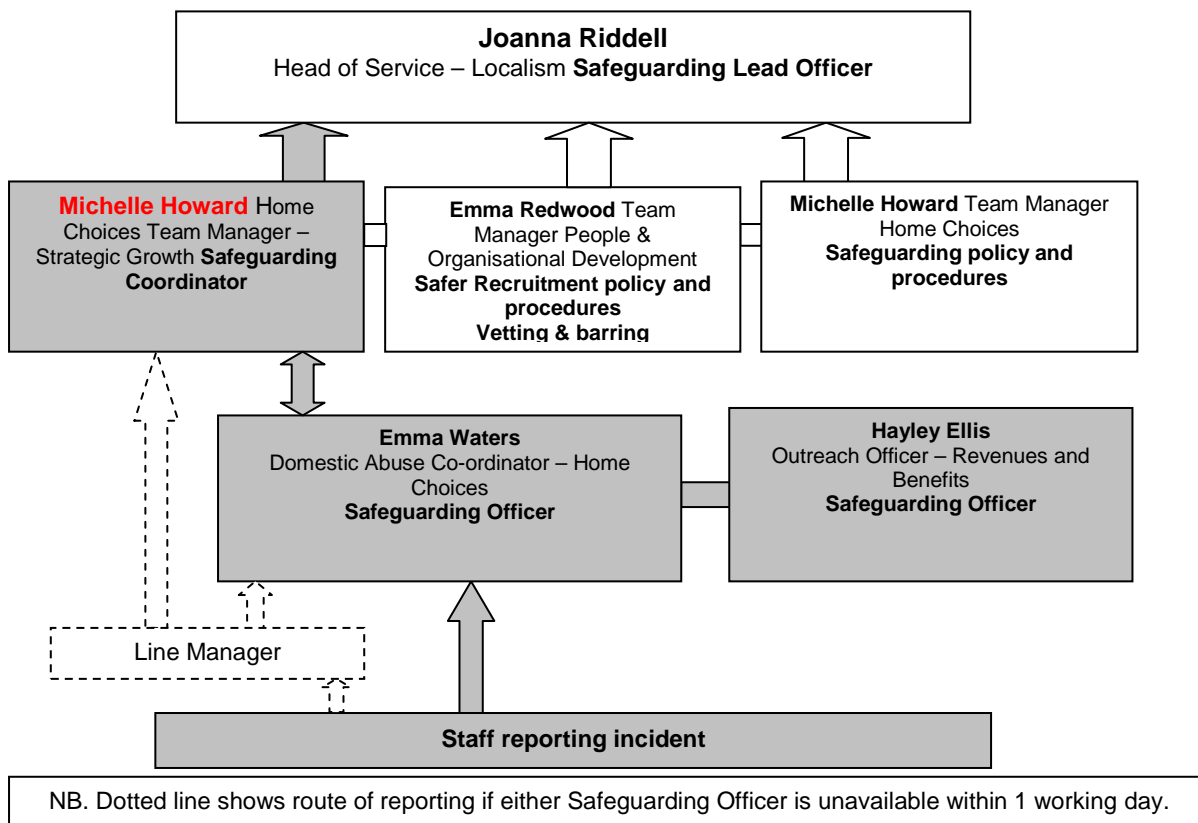 Joanna Riddell
Head of Service – Localism Safeguarding Lead Officer
Michelle Howard Home
Choices Team Manager –
Strategic Growth Safeguarding
Coordinator
Emma Redwood Team
Manager People &
Organisational Development
Safer Recruitment policy and
procedures
Vetting & barring
Michelle Howard Team Manager
Home Choices
Safeguarding policy and
procedures
Emma Waters
Domestic Abuse Co-ordinator – Home
Choices
Safeguarding Officer
Hayley Ellis
Outreach Officer – Revenues and
Benefits
Safeguarding Officer
Line Manager
Staff reporting incident
NB. Dotted line shows route of reporting if either Safeguarding Officer is unavailable within 1 working day.